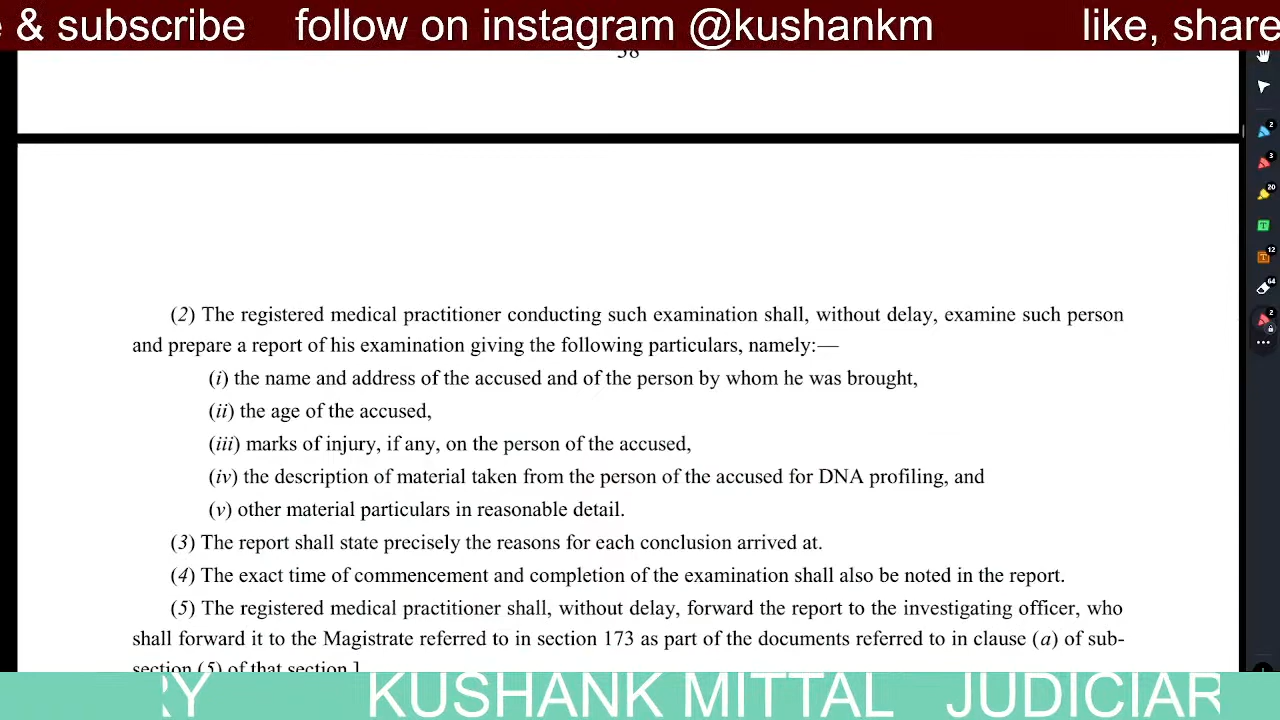 & subscribe follow on instagram @kushankm like, share
38
(2) The registered medical practitioner conducting such examination shall, without delay, examine such person
and prepare a report of his examination giving the following particulars, namely:—
(i) the name and address of the accused and of the person by whom he was brought,
(ii) the age of the accused,
(iii) marks of injury, if any, on the person of the accused,
(iv) the description of material taken from the person of the accused for DNA profiling, and
(v) other material particulars in reasonable detail.
(3) The report shall state precisely the reasons for each conclusion arrived at.
(4) The exact time of commencement and completion of the examination shall also be noted in the report.
(5) The registered medical practitioner shall, without delay, forward the report to the investigating officer, who
shall forward it to the Magistrate referred to in section 173 as part of the documents referred to in clause (a) of sub-
section (5) of that section.]
RY KUSHANK MITTAL JUDICIAR